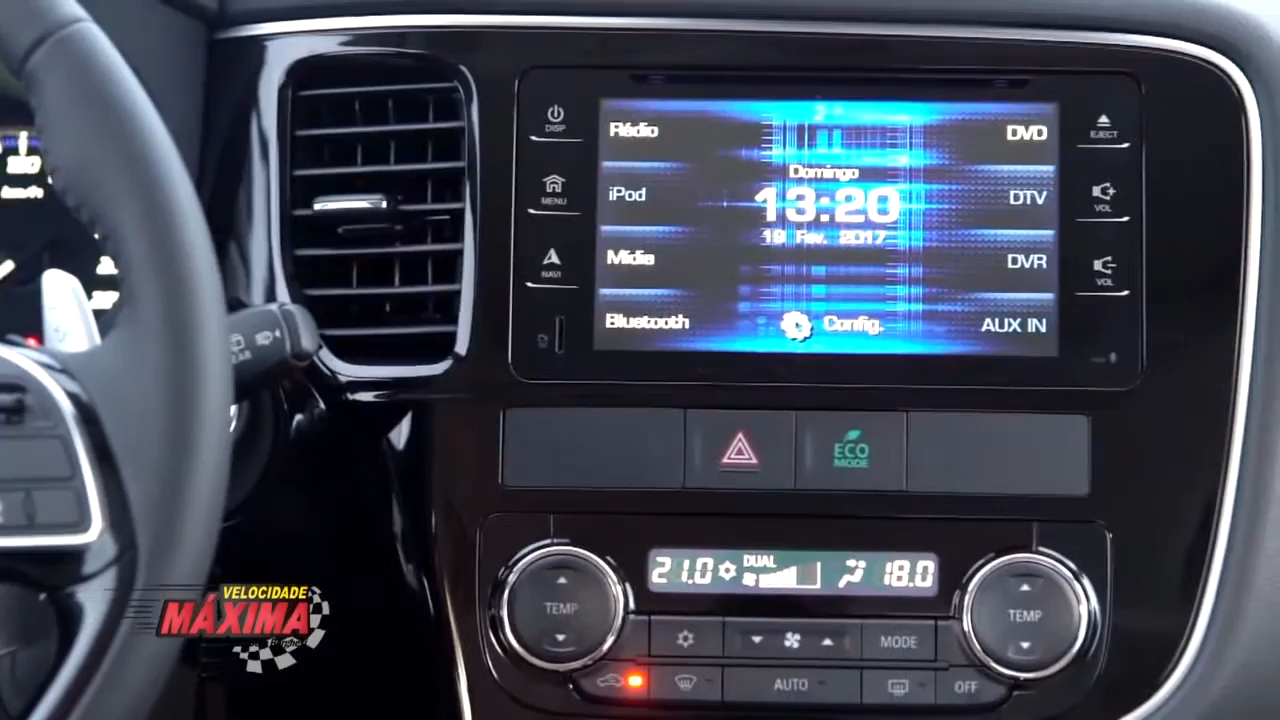 DISP
MENU
NAVI
Rédio
iPod
Mídia
Bluetooth
Domingo
13:20
19 Fev. 2017
Config.
DVD
DTV
DVR
AUX IN
EJECT
VOL
VOL
ECO
MODE
21.0
DUAL
18.0
TEMP
TEMP
MODE
AUTO
OFF
VELOCIDADE
MÁXIMA